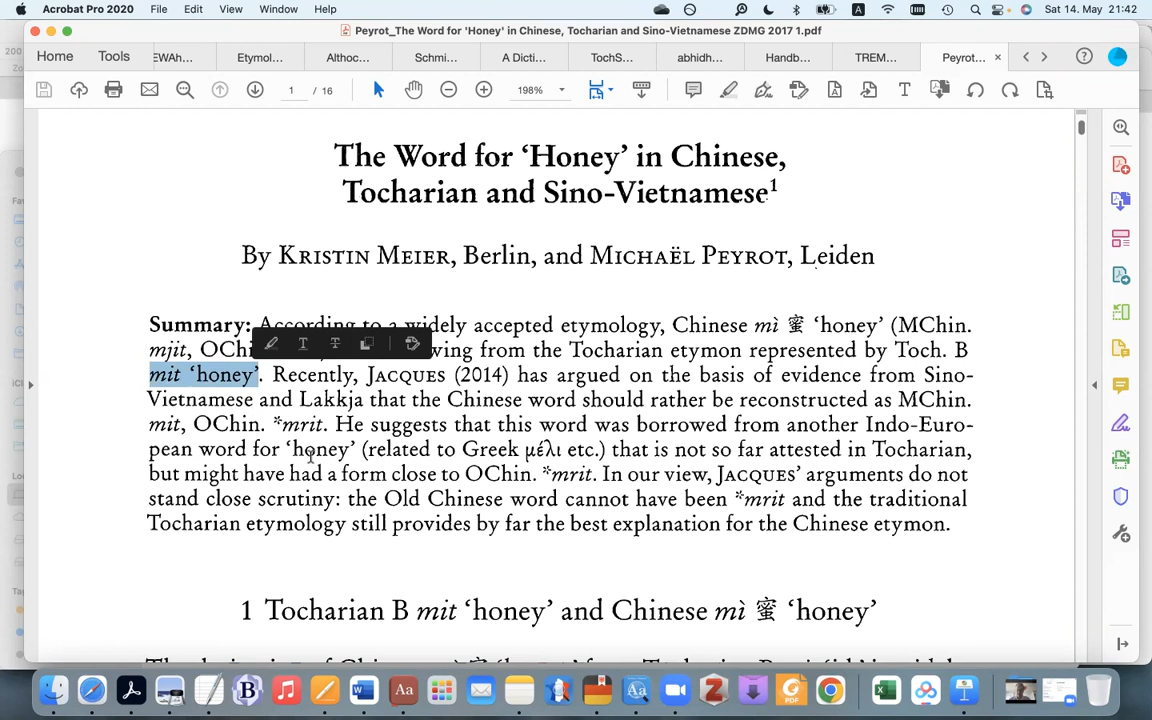 Acrobat Pro 2020 File Edit View Window Help
A
Sat 14. May 21:42
Peyrot_The Word for 'Honey' in Chinese, Tocharian and Sino-Vietnamese ZDMG 2017 1.pdf
Home Tools EWAh... Etymol... Althoc... Schmi... A Dicti... TochS... abhidh... Handb... TREM... Peyrot... ×
1 / 16 198%
The Word for ‘Honey’ in Chinese,
Tocharian and Sino-Vietnamese1
By Kristin Meier, Berlin, and Michaël Peyrot, Leiden
Summary: According to a widely accepted etymology, Chinese mì 蜜 ‘honey’ (MChin.
mjit, OChi wing from the Tocharian etymon represented by Toch. B
mit ‘honey’. Recently, Jacques (2014) has argued on the basis of evidence from Sino-
Vietnamese and Lakkja that the Chinese word should rather be reconstructed as MChin.
mit, OChin. *mrit. He suggests that this word was borrowed from another Indo-Euro-
pean word for ‘honey’ (related to Greek μέλι etc.) that is not so far attested in Tocharian,
but might have had a form close to OChin. *mrit. In our view, Jacques’ arguments do not
stand close scrutiny: the Old Chinese word cannot have been *mrit and the traditional
Tocharian etymology still provides by far the best explanation for the Chinese etymon.
1 Tocharian B mit ‘honey’ and Chinese mì 蜜 ‘honey’